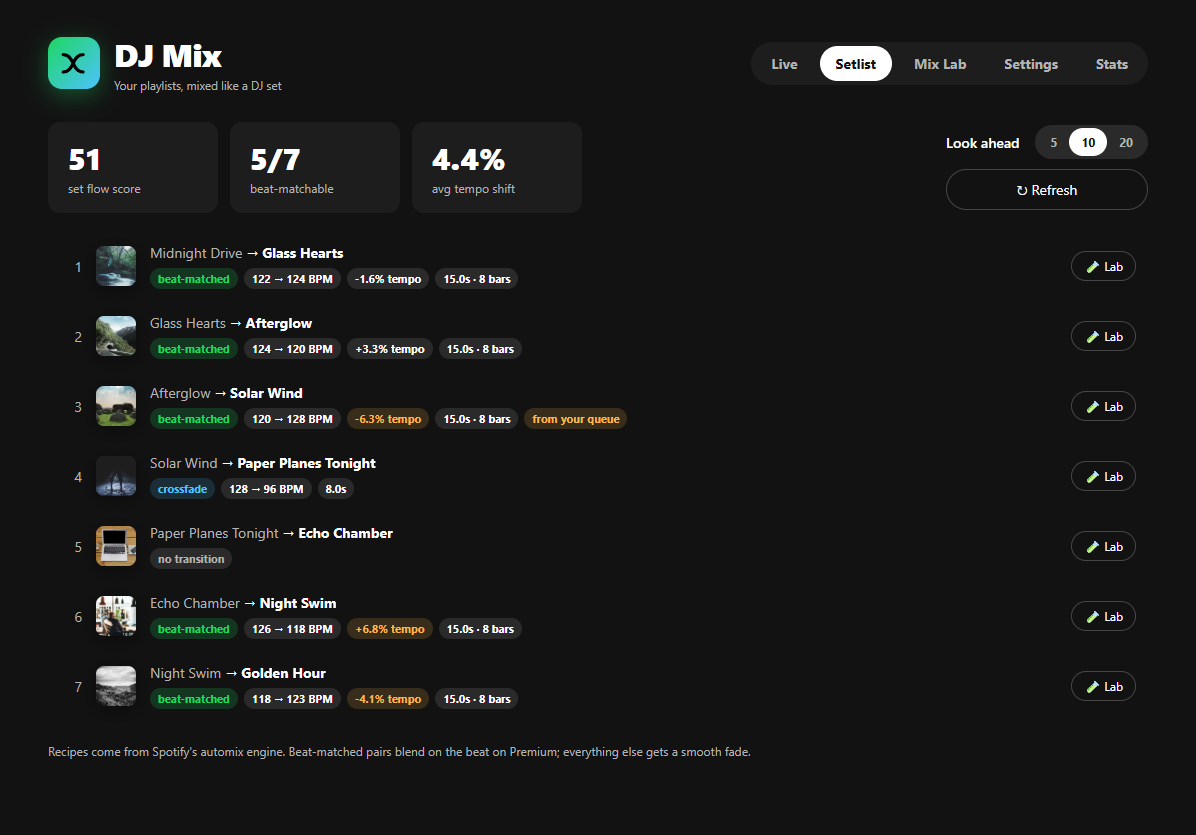 DJ Mix
Your playlists, mixed like a DJ set
Live Setlist Mix Lab Settings Stats
51
set flow score
5/7
beat-matchable
4.4%
avg tempo shift
Look ahead 5 10 20
↻ Refresh
1 Midnight Drive → Glass Hearts
beat-matched 122 → 124 BPM -1.6% tempo 15.0s · 8 bars
Lab
2 Glass Hearts → Afterglow
beat-matched 124 → 120 BPM +3.3% tempo 15.0s · 8 bars
Lab
3 Afterglow → Solar Wind
beat-matched 120 → 128 BPM -6.3% tempo 15.0s · 8 bars from your queue
Lab
4 Solar Wind → Paper Planes Tonight
crossfade 128 → 96 BPM 8.0s
Lab
5 Paper Planes Tonight → Echo Chamber
no transition
Lab
6 Echo Chamber → Night Swim
beat-matched 126 → 118 BPM +6.8% tempo 15.0s · 8 bars
Lab
7 Night Swim → Golden Hour
beat-matched 118 → 123 BPM -4.1% tempo 15.0s · 8 bars
Lab
Recipes come from Spotify's automix engine. Beat-matched pairs blend on the beat on Premium; everything else gets a smooth fade.